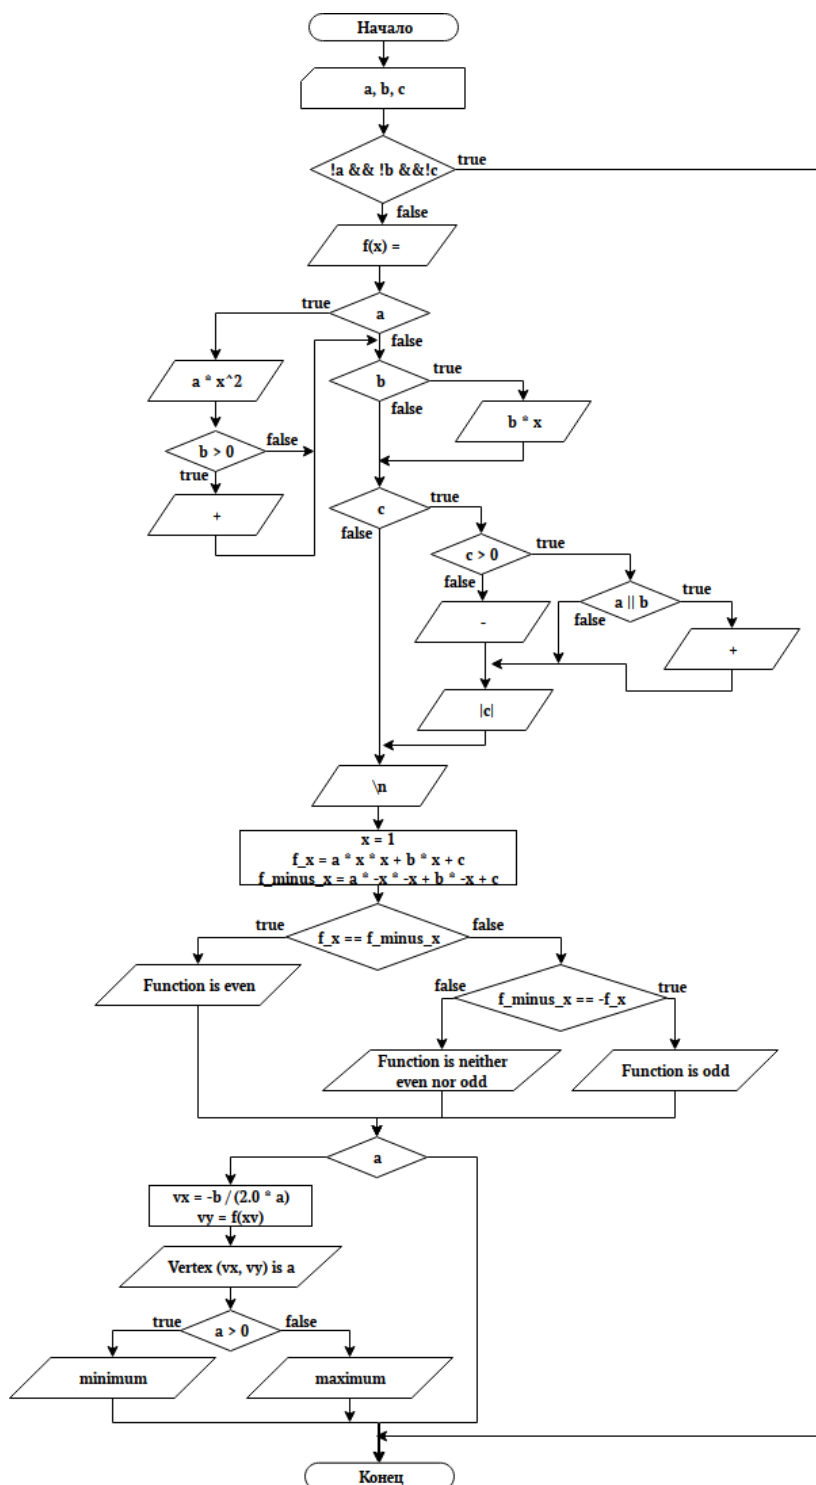 Начало
a, b, c
!a && !b &&!c
true
false
f(x) =
true
a
false
a * x^2
b
true
false
b * x
b > 0
false
true
+
c
true
false
c > 0
true
false
a || b
true
false
-
+
|c|
\n
x = 1
f_x = a * x * x + b * x + c
f_minus_x = a * -x * -x + b * -x + c
true
f_x == f_minus_x
false
Function is even
false
f_minus_x == -f_x
true
Function is neither
even nor odd
Function is odd
a
vx = -b / (2.0 * a)
vy = f(xv)
Vertex (vx, vy) is a
true
a > 0
false
minimum
maximum
Конец